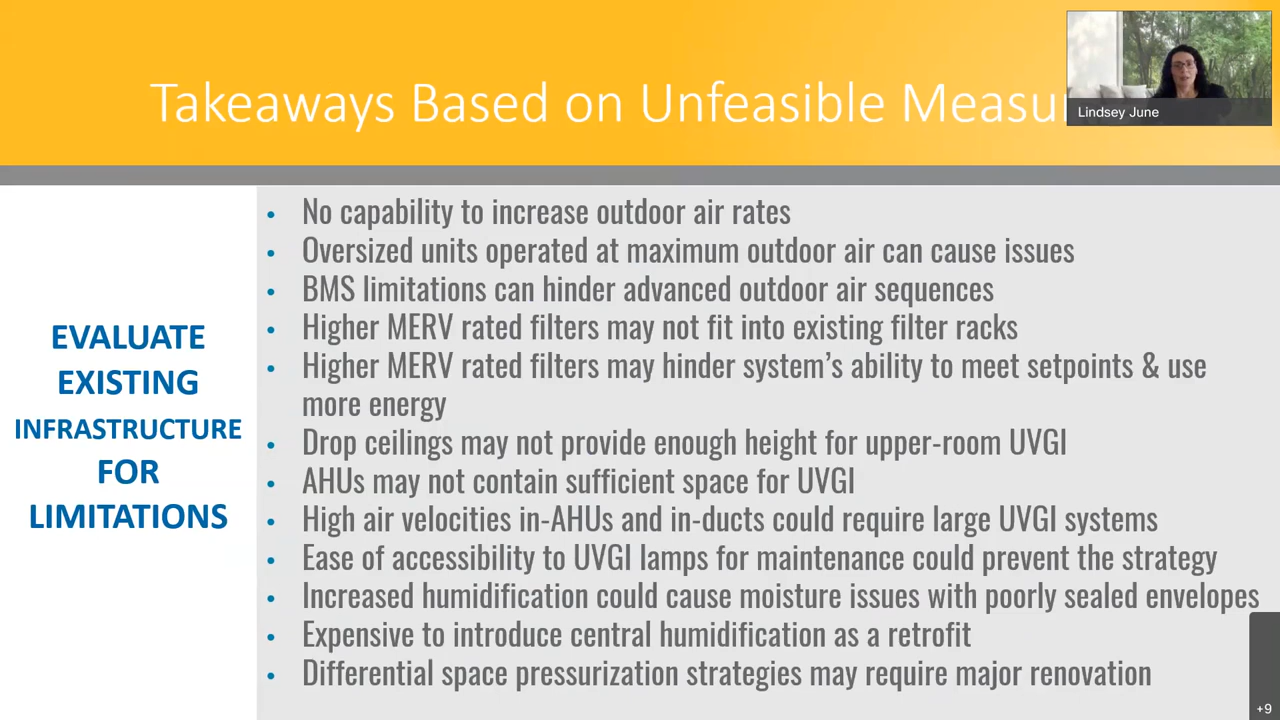 Takeaways Based on Unfeasible Measu
Lindsey June
EVALUATE
EXISTING
INFRASTRUCTURE
FOR
LIMITATIONS
• No capability to increase outdoor air rates
• Oversized units operated at maximum outdoor air can cause issues
• BMS limitations can hinder advanced outdoor air sequences
• Higher MERV rated filters may not fit into existing filter racks
• Higher MERV rated filters may hinder system's ability to meet setpoints & use
more energy
• Drop ceilings may not provide enough height for upper-room UVGI
• AHUs may not contain sufficient space for UVGI
• High air velocities in-AHUs and in-ducts could require large UVGI systems
• Ease of accessibility to UVGI lamps for maintenance could prevent the strategy
• Increased humidification could cause moisture issues with poorly sealed envelopes
• Expensive to introduce central humidification as a retrofit
• Differential space pressurization strategies may require major renovation
+9